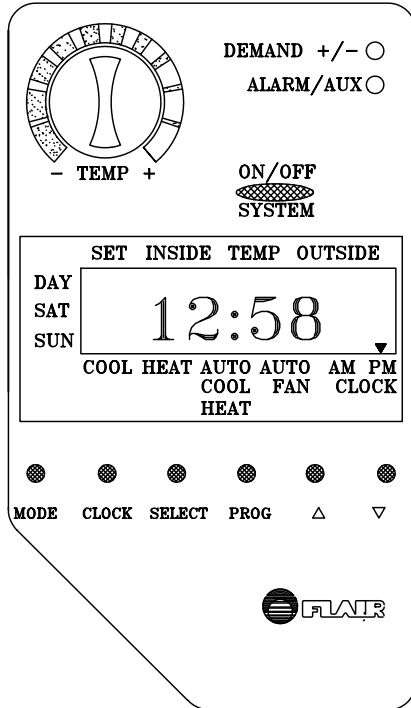 DEMAND +/-
ALARM/AUX
- TEMP +
ON/OFF
SYSTEM
SET INSIDE TEMP OUTSIDE
DAY
SAT
SUN
12:58
COOL HEAT AUTO AUTO AM PM
COOL FAN CLOCK
HEAT
MODE CLOCK SELECT PROG △ ▽
FLAIR